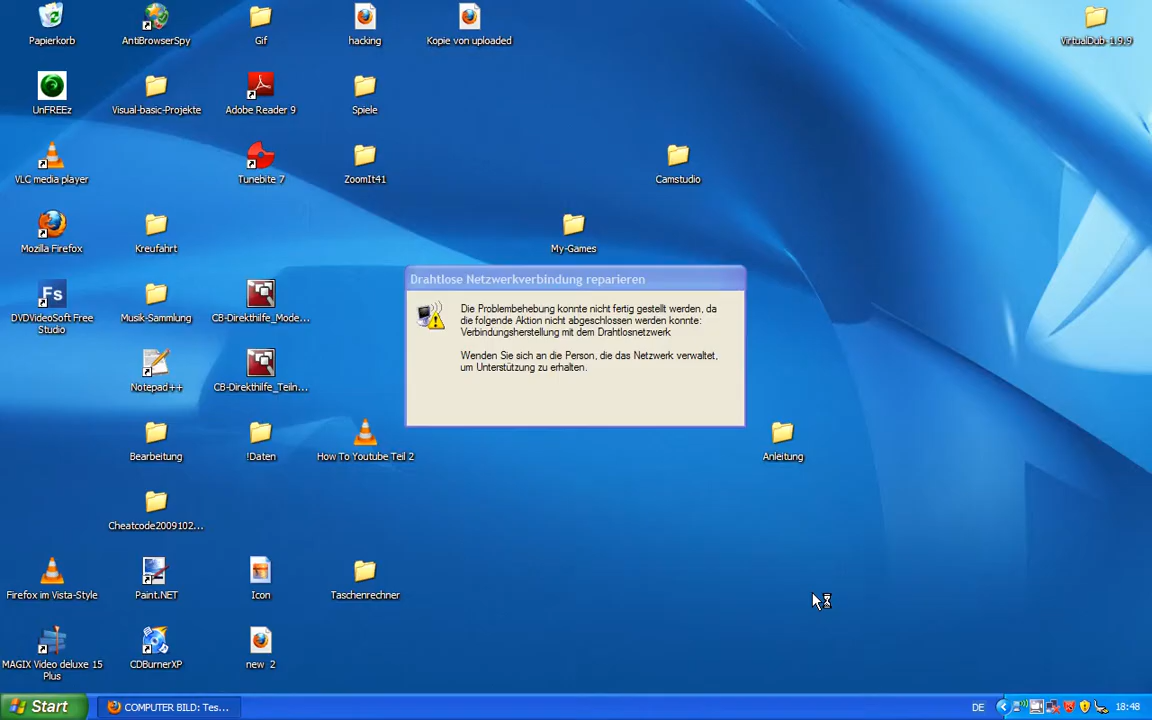 Papierkorb
AntiBrowserSpy
Gif
hacking
Kopie von uploaded
VirtualDub-1.9.9
UnFREEz
Visual-basic-Projekte
Adobe Reader 9
Spiele
VLC media player
Tunebite 7
ZoomIt41
Camstudio
Mozilla Firefox
Kreufahrt
My-Games
Drahtlose Netzwerkverbindung reparieren
Die Problembehebung konnte nicht fertig gestellt werden, da
die folgende Aktion nicht abgeschlossen werden konnte:
Verbindungsherstellung mit dem Drahtlosnetzwerk
Wenden Sie sich an die Person, die das Netzwerk verwaltet,
um Unterstützung zu erhalten.
Fs
DVDVideoSoft Free
Studio
Musik-Sammlung
CB-Direkthilfe_Mode...
Notepad++
CB-Direkthilfe_Teiln...
Bearbeitung
!Daten
How To Youtube Teil 2
Anleitung
Cheatcode2009102...
Firefox im Vista-Style
Paint.NET
Icon
Taschenrechner
MAGIX Video deluxe 15
Plus
CDBurnerXP
new 2
Start
COMPUTER BILD: Tes...
DE
18:48